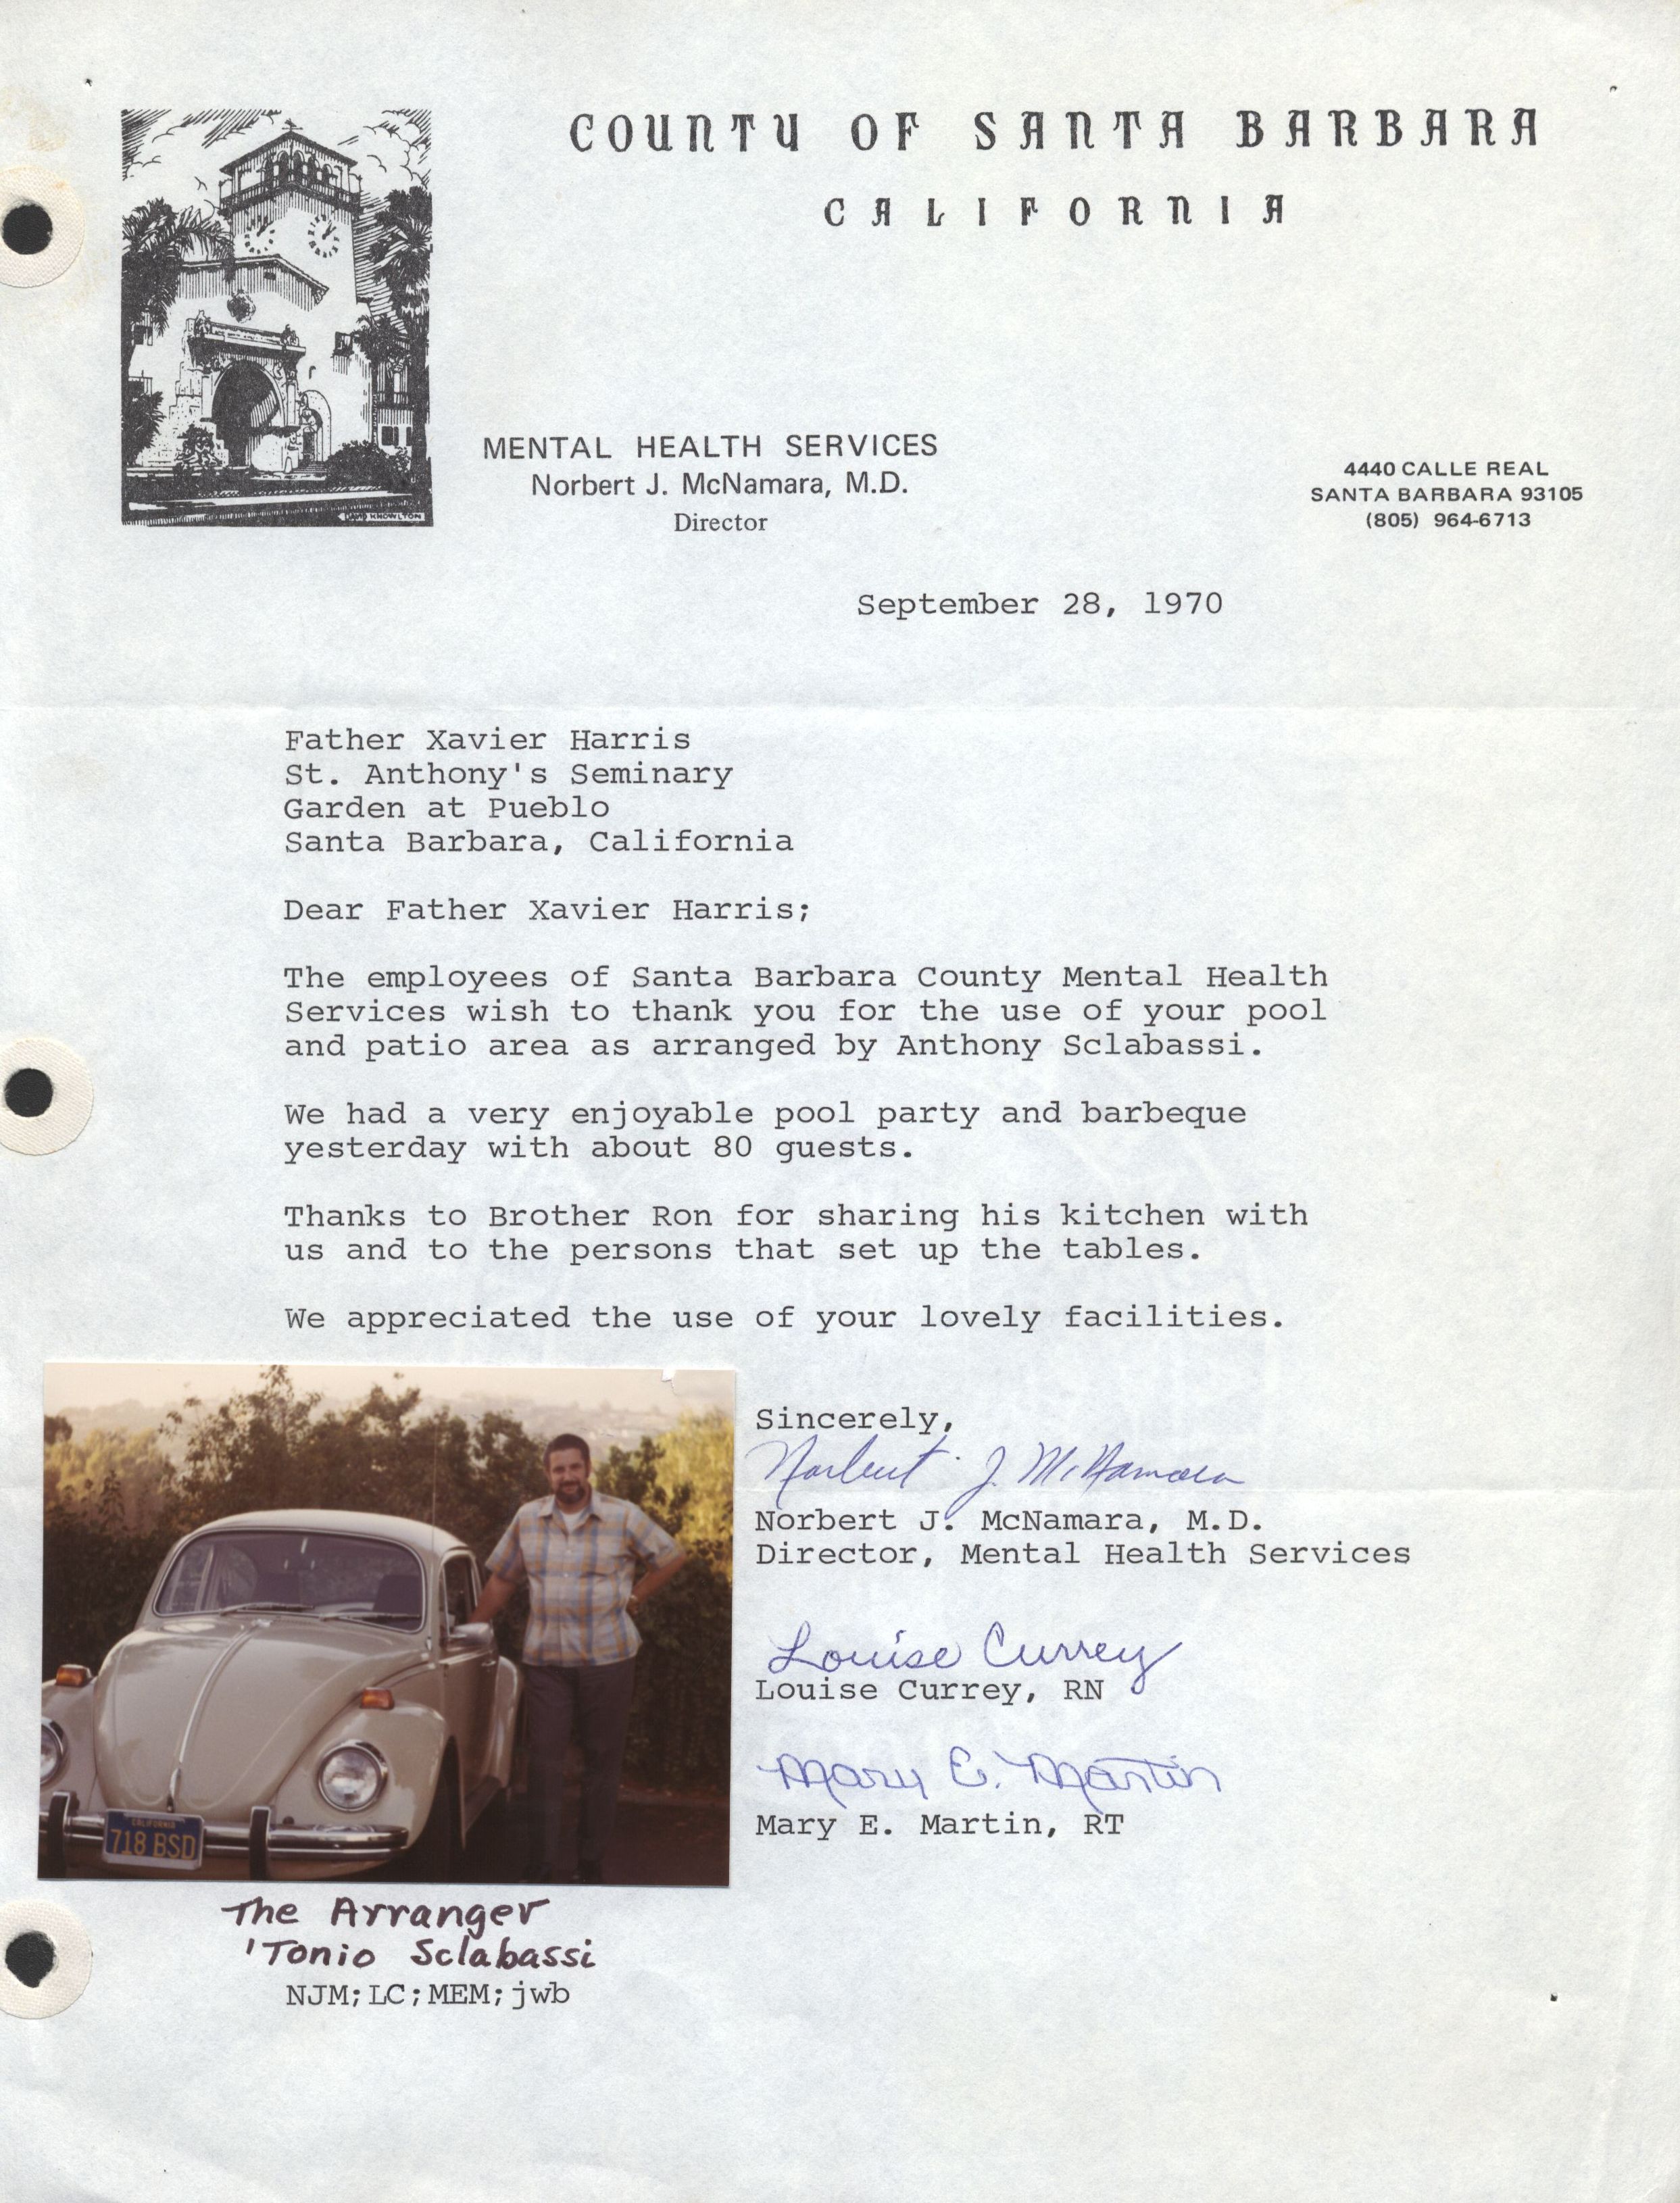 COUNTY OF SANTA BARBARA
CALIFORNIA
DAVID KNOWLTON
MENTAL HEALTH SERVICES
Norbert J. McNamara, M.D.
Director
4440 CALLE REAL
SANTA BARBARA 93105
(805) 964-6713
September 28, 1970
Father Xavier Harris
St. Anthony's Seminary
Garden at Pueblo
Santa Barbara, California
Dear Father Xavier Harris;
The employees of Santa Barbara County Mental Health
Services wish to thank you for the use of your pool
and patio area as arranged by Anthony Sclabassi.
We had a very enjoyable pool party and barbeque
yesterday with about 80 guests.
Thanks to Brother Ron for sharing his kitchen with
us and to the persons that set up the tables.
We appreciated the use of your lovely facilities.
Sincerely,
Norbert J. McNamara
Norbert J. McNamara, M.D.
Director, Mental Health Services
Louise Currey
Louise Currey, RN
Mary E. Martin
Mary E. Martin, RT
CALIFORNIA
718 BSD
The Arranger
'Tonio Sclabassi
NJM;LC;MEM;jwb